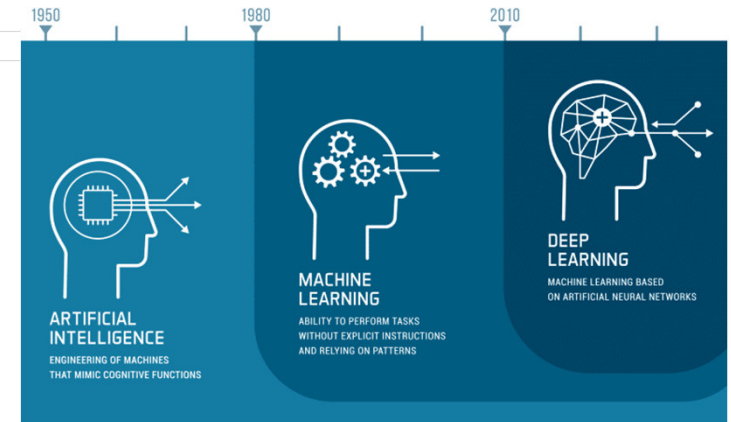 1950
1980
2010
ARTIFICIAL
INTELLIGENCE
ENGINEERING OF MACHINES
THAT MIMIC COGNITIVE FUNCTIONS
MACHINE
LEARNING
ABILITY TO PERFORM TASKS
WITHOUT EXPLICIT INSTRUCTIONS
AND RELYING ON PATTERNS
DEEP
LEARNING
MACHINE LEARNING BASED
ON ARTIFICIAL NEURAL NETWORKS